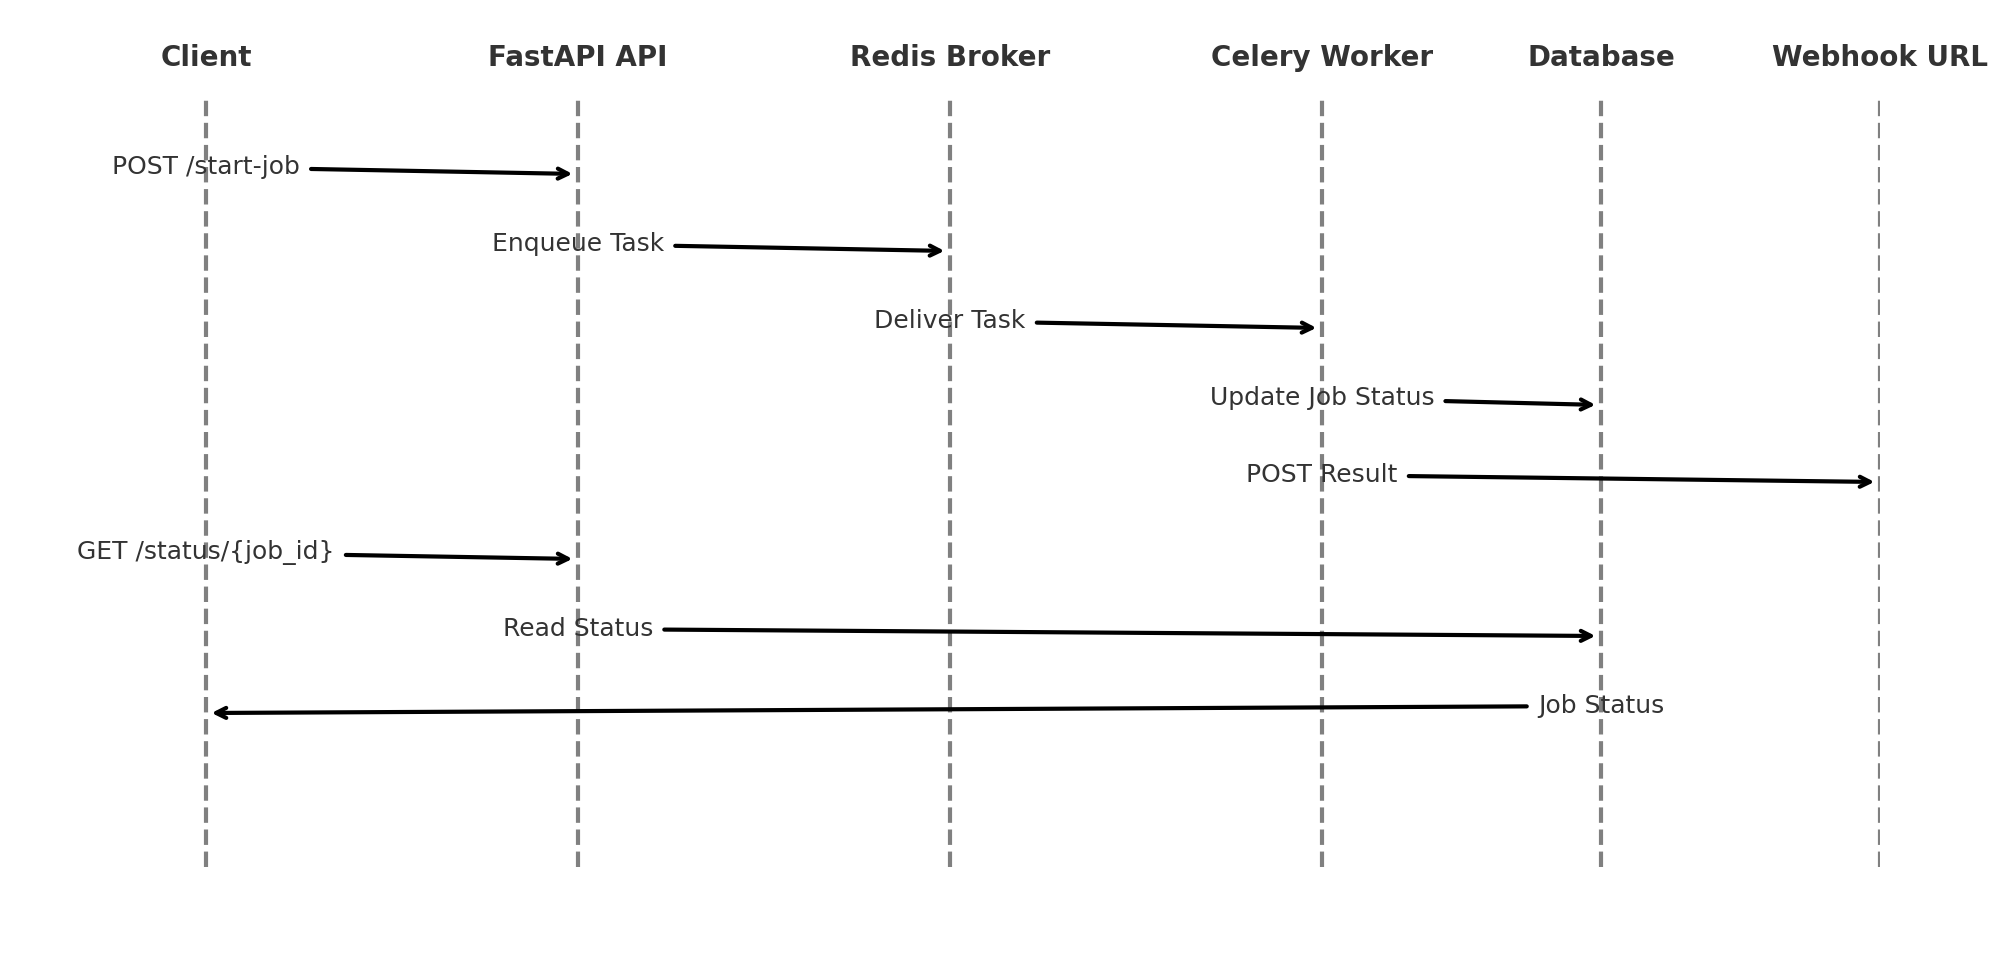 Client FastAPI API Redis Broker Celery Worker Database Webhook URL
POST /start-job
Enqueue Task
Deliver Task
Update Job Status
POST Result
GET /status/{job_id}
Read Status
Job Status